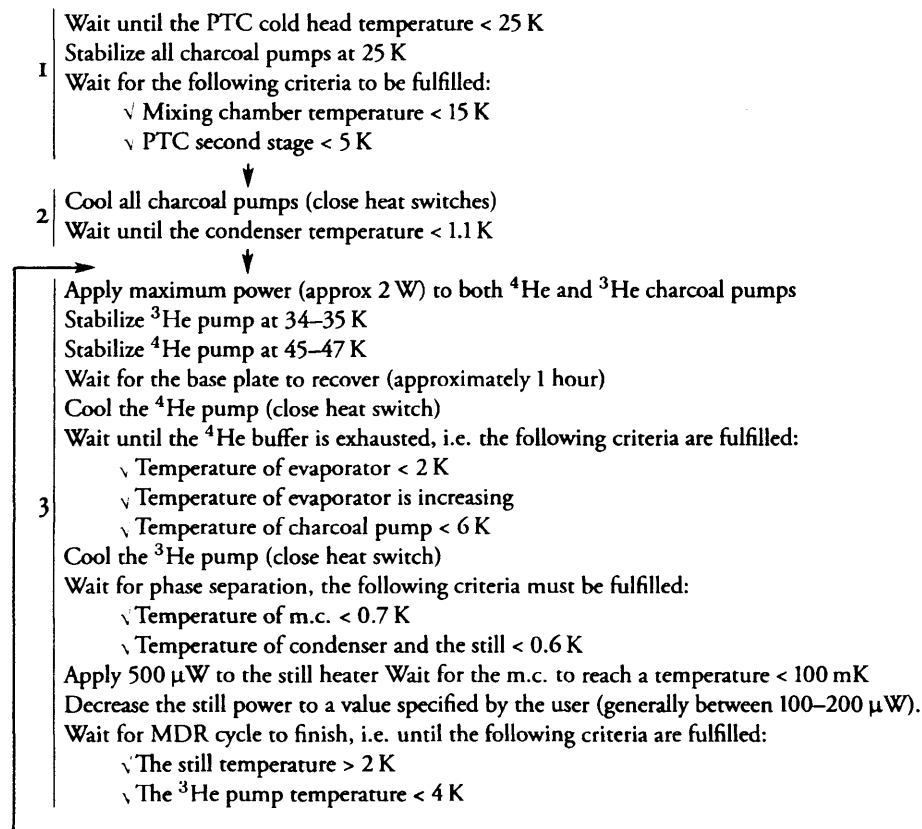 Wait until the PTC cold head temperature < 25 K
Stabilize all charcoal pumps at 25 K
1
Wait for the following criteria to be fulfilled:
√ Mixing chamber temperature < 15 K
√ PTC second stage < 5 K
Cool all charcoal pumps (close heat switches)
2
Wait until the condenser temperature < 1.1 K
Apply maximum power (approx 2 W) to both ⁴He and ³He charcoal pumps
Stabilize ³He pump at 34–35 K
Stabilize ⁴He pump at 45–47 K
Wait for the base plate to recover (approximately 1 hour)
Cool the ⁴He pump (close heat switch)
Wait until the ⁴He buffer is exhausted, i.e. the following criteria are fulfilled:
√ Temperature of evaporator < 2 K
√ Temperature of evaporator is increasing
3
√ Temperature of charcoal pump < 6 K
Cool the ³He pump (close heat switch)
Wait for phase separation, the following criteria must be fulfilled:
√ Temperature of m.c. < 0.7 K
√ Temperature of condenser and the still < 0.6 K
Apply 500 μW to the still heater Wait for the m.c. to reach a temperature < 100 mK
Decrease the still power to a value specified by the user (generally between 100–200 μW).
Wait for MDR cycle to finish, i.e. until the following criteria are fulfilled:
√ The still temperature > 2 K
√ The ³He pump temperature < 4 K